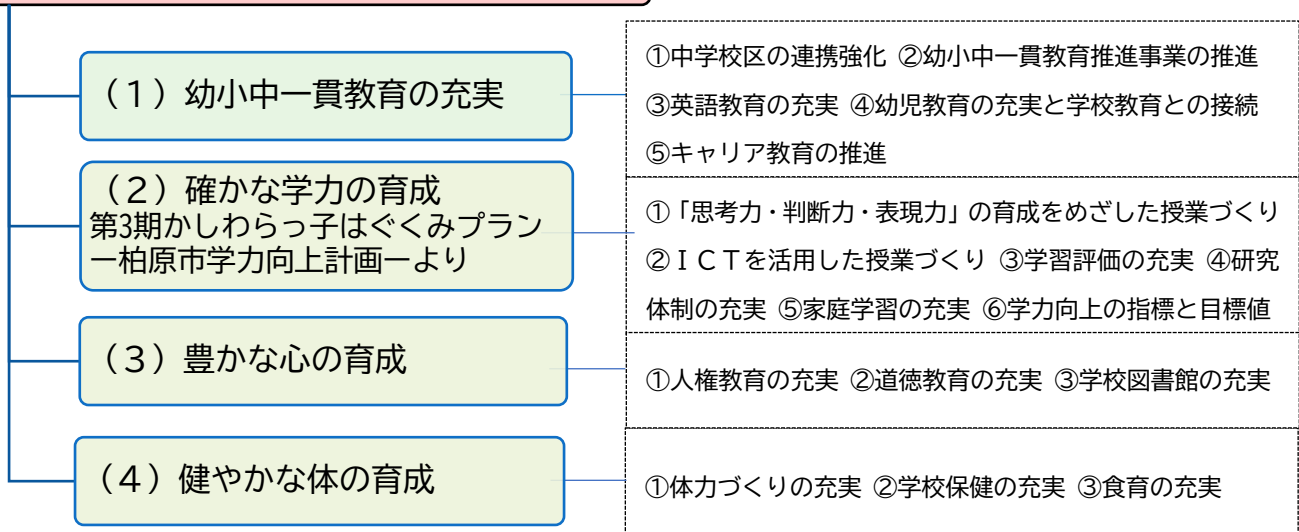 （１）幼小中一貫教育の充実
①中学校区の連携強化 ②幼小中一貫教育推進事業の推進
③英語教育の充実 ④幼児教育の充実と学校教育との接続
⑤キャリア教育の推進
（２）確かな学力の育成
第3期かしわらっ子はぐくみプラン
ー柏原市学力向上計画ーより
①「思考力・判断力・表現力」の育成をめざした授業づくり
②ＩＣＴを活用した授業づくり ③学習評価の充実 ④研究
体制の充実 ⑤家庭学習の充実 ⑥学力向上の指標と目標値
（３）豊かな心の育成
①人権教育の充実 ②道徳教育の充実 ③学校図書館の充実
（４）健やかな体の育成
①体力づくりの充実 ②学校保健の充実 ③食育の充実